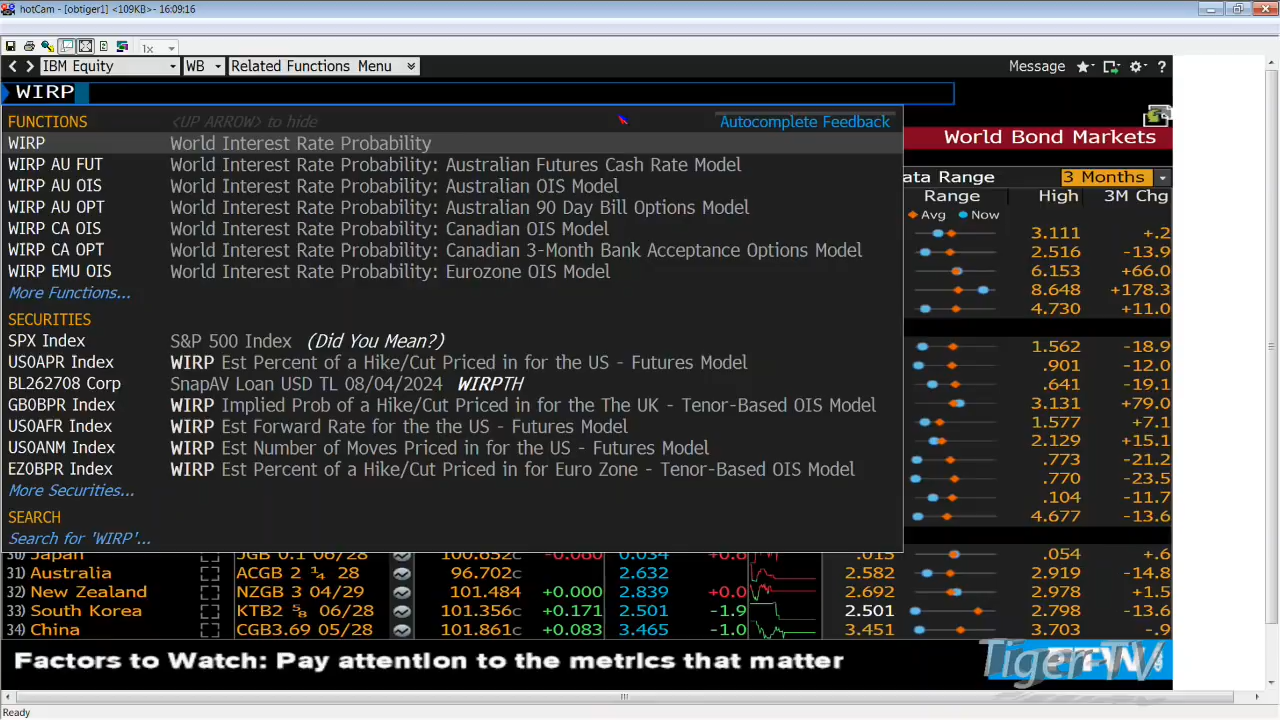 hotCam - [obtiger1] <109KB> - 16:09:16
1x
IBM Equity WB Related Functions Menu Message ?
WIRP
FUNCTIONS <UP ARROW> to hide Autocomplete Feedback
World Bond Markets
WIRP World Interest Rate Probability
WIRP AU FUT World Interest Rate Probability: Australian Futures Cash Rate Model
ata Range 3 Months
WIRP AU OIS World Interest Rate Probability: Australian OIS Model
Range High 3M Chg
WIRP AU OPT World Interest Rate Probability: Australian 90 Day Bill Options Model
Avg Now
WIRP CA OIS World Interest Rate Probability: Canadian OIS Model
3.111 +.2
WIRP CA OPT World Interest Rate Probability: Canadian 3-Month Bank Acceptance Options Model
2.516 -13.9
WIRP EMU OIS World Interest Rate Probability: Eurozone OIS Model
6.153 +66.0
More Functions...
8.648 +178.3
4.730 +11.0
SECURITIES
SPX Index S&P 500 Index (Did You Mean?)
1.562 -18.9
US0APR Index WIRP Est Percent of a Hike/Cut Priced in for the US - Futures Model
.901 -12.0
BL262708 Corp SnapAV Loan USD TL 08/04/2024 WIRPTH
.641 -19.1
GB0BPR Index WIRP Implied Prob of a Hike/Cut Priced in for the The UK - Tenor-Based OIS Model
3.131 +79.0
US0AFR Index WIRP Est Forward Rate for the the US - Futures Model
1.577 +7.1
US0ANM Index WIRP Est Number of Moves Priced in for the US - Futures Model
2.129 +15.1
EZ0BPR Index WIRP Est Percent of a Hike/Cut Priced in for Euro Zone - Tenor-Based OIS Model
.773 -21.2
.770 -23.5
More Securities...
.104 -11.7
SEARCH
4.677 -13.6
Search for 'WIRP'...
30) Japan JGB 0.1 06/28 100.652c -0.060 0.034 +0.6 .015 .054 +.6
31) Australia ACGB 2 ¼ 28 96.702c 2.632 2.582 2.919 -14.8
32) New Zealand NZGB 3 04/29 101.484 +0.000 2.839 +0.0 2.692 2.978 +1.5
33) South Korea KTB2 ⅝ 06/28 101.356c +0.171 2.501 -1.9 2.501 2.798 -13.6
34) China CGB3.69 05/28 101.861c +0.083 3.465 -1.0 3.451 3.703 -.9
Factors to Watch: Pay attention to the metrics that matter
Tiger-TV
Ready